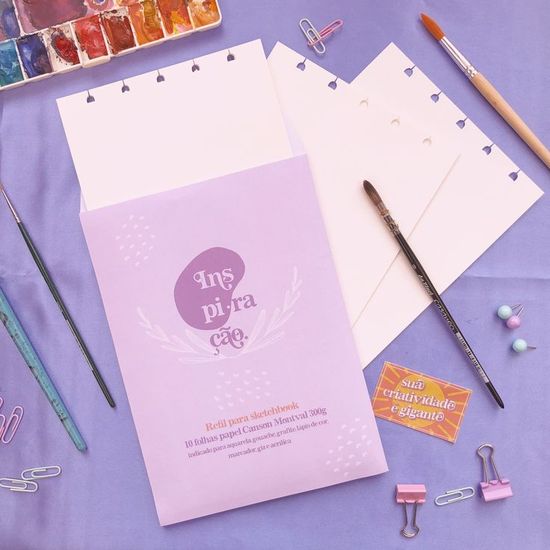 Ins
pi·ra
ção.
Refil para sketchbook
10 folhas papel Canson Montval 300g
Indicado para aquarela, gouache, grafite, lápis de cor,
marcador, giz e acrílica
sua
criatividade
é gigante